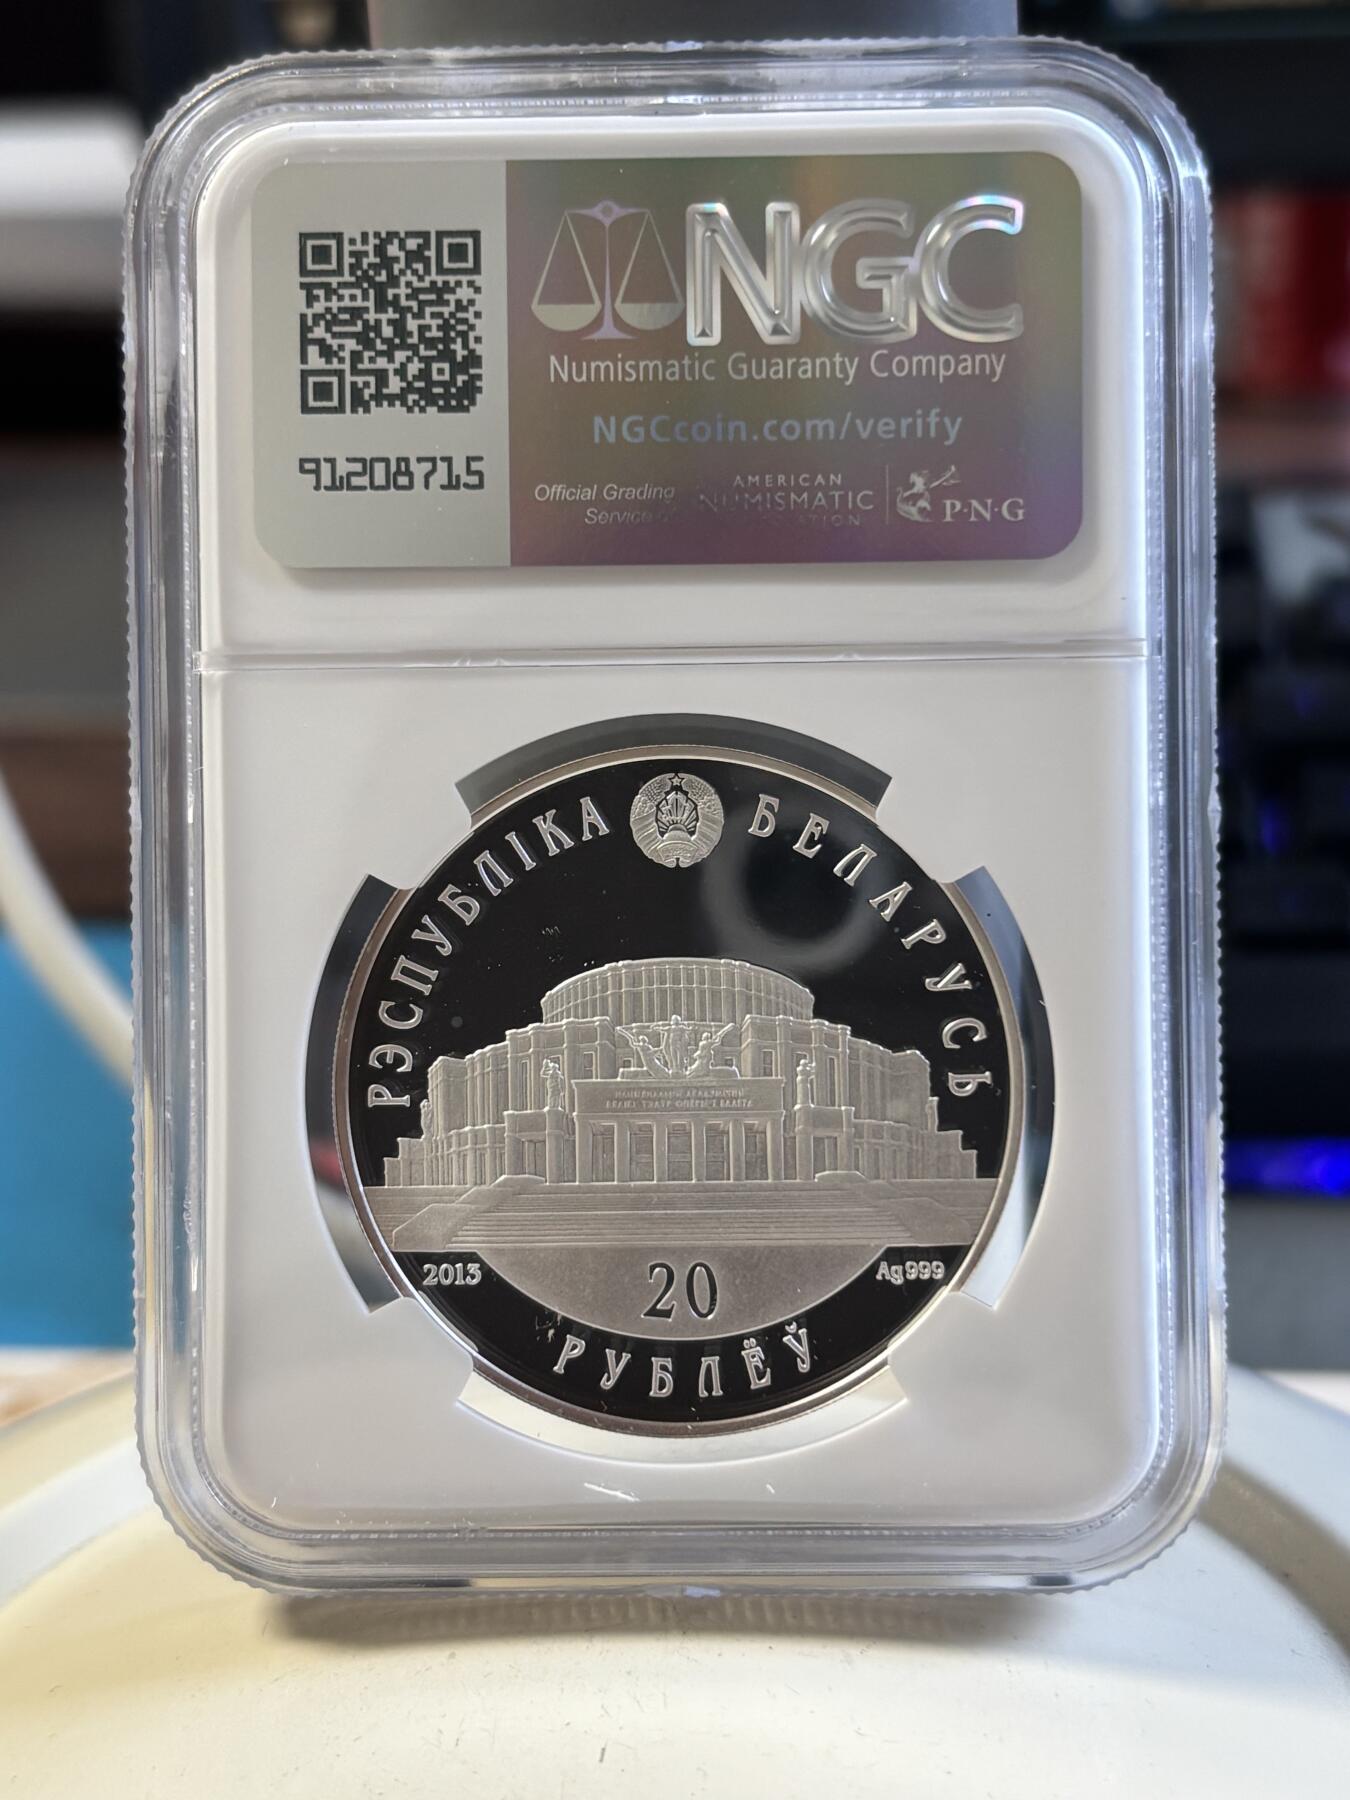 NGC
Numismatic Guaranty Company
NGCcoin.com/verify
91208715
Official Grading
Service of
AMERICAN
NUMISMATIC
P·N·G
РЭСПУБЛІКА БЕЛАРУСЬ
2013
Ag 999
20
РУБЛЁЎ